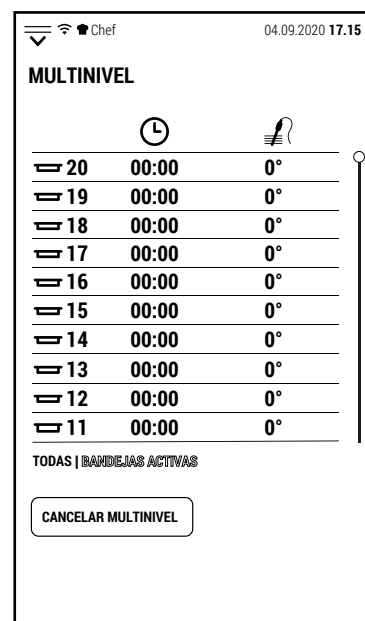 Chef 04.09.2020 17.15
MULTINIVEL
20 00:00 0°
19 00:00 0°
18 00:00 0°
17 00:00 0°
16 00:00 0°
15 00:00 0°
14 00:00 0°
13 00:00 0°
12 00:00 0°
11 00:00 0°
TODAS | BANDEJAS ACTIVAS
CANCELAR MULTINIVEL